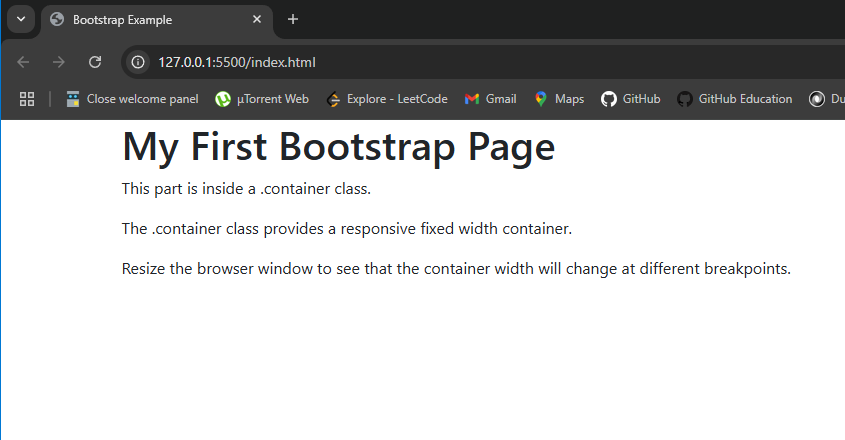 Bootstrap Example
127.0.0.1:5500/index.html
Close welcome panel µTorrent Web Explore - LeetCode Gmail Maps GitHub GitHub Education Du
My First Bootstrap Page
This part is inside a .container class.
The .container class provides a responsive fixed width container.
Resize the browser window to see that the container width will change at different breakpoints.